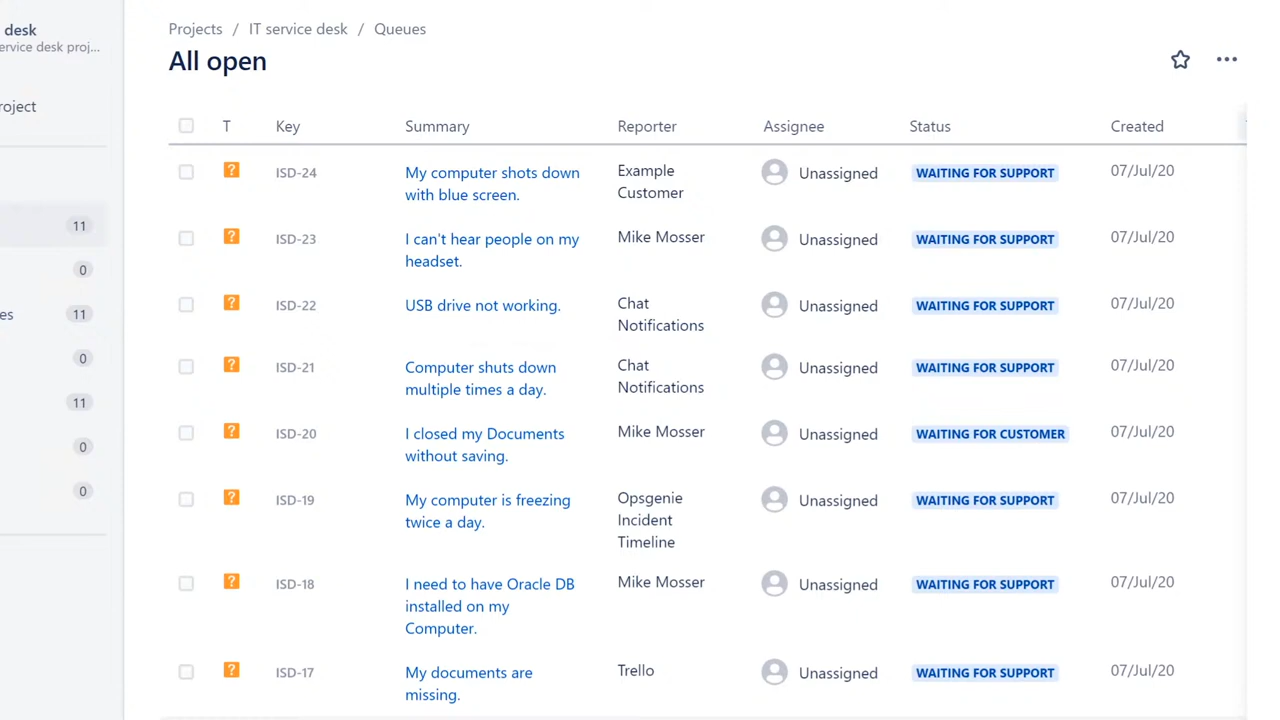 desk
ervice desk proj...
roject
11
0
es 11
0
11
0
0
Projects / IT service desk / Queues
All open
T Key Summary Reporter Assignee Status Created
? ISD-24 My computer shots down Example Unassigned WAITING FOR SUPPORT 07/Jul/20
with blue screen. Customer
? ISD-23 I can't hear people on my Mike Mosser Unassigned WAITING FOR SUPPORT 07/Jul/20
headset.
? ISD-22 USB drive not working. Chat Unassigned WAITING FOR SUPPORT 07/Jul/20
Notifications
? ISD-21 Computer shuts down Chat Unassigned WAITING FOR SUPPORT 07/Jul/20
multiple times a day. Notifications
? ISD-20 I closed my Documents Mike Mosser Unassigned WAITING FOR CUSTOMER 07/Jul/20
without saving.
? ISD-19 My computer is freezing Opsgenie Unassigned WAITING FOR SUPPORT 07/Jul/20
twice a day. Incident
Timeline
? ISD-18 I need to have Oracle DB Mike Mosser Unassigned WAITING FOR SUPPORT 07/Jul/20
installed on my
Computer.
? ISD-17 My documents are Trello Unassigned WAITING FOR SUPPORT 07/Jul/20
missing.